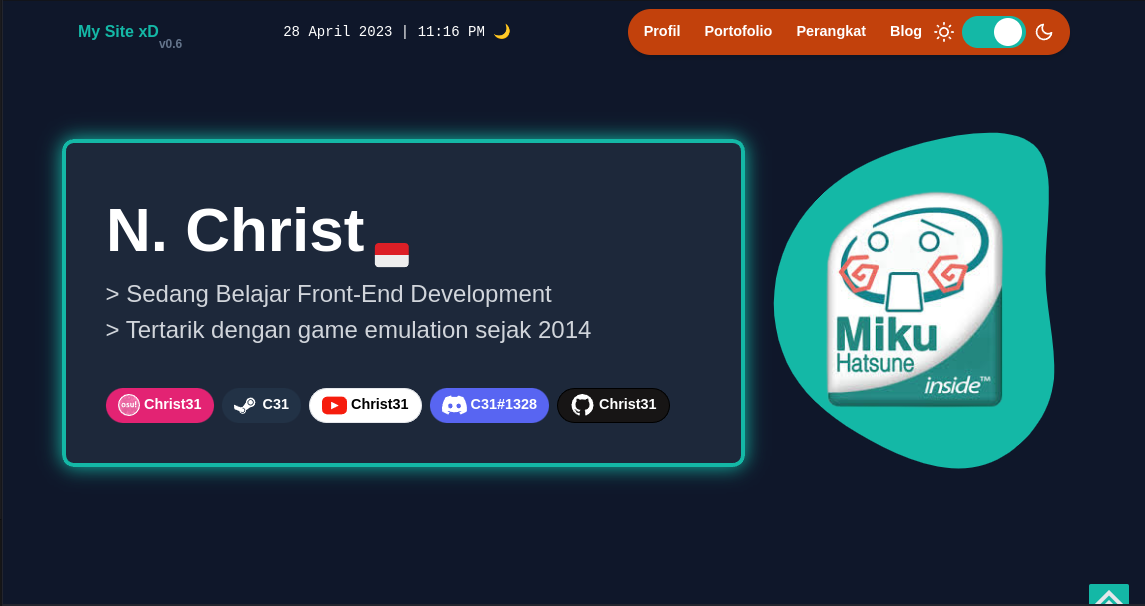 My Site xD
v0.6
28 April 2023 | 11:16 PM 🌙
Profil Portofolio Perangkat Blog
N. Christ
> Sedang Belajar Front-End Development
> Tertarik dengan game emulation sejak 2014
osu! Christ31
C31
Christ31
C31#1328
Christ31
Miku
Hatsune
inside™